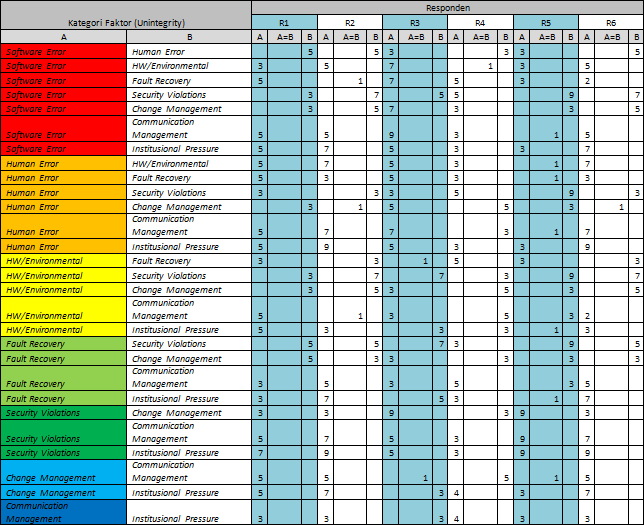 Responden
Kategori Faktor (Unintegrity) R1 R2 R3 R4 R5 R6
A B A A=B B A A=B B A A=B B A A=B B A A=B B A A=B B
Software Error Human Error 5 5 3 3 3 5
Software Error HW/Environmental 3 5 7 1 3 5
Software Error Fault Recovery 5 1 7 5 3 2
Software Error Security Violations 3 7 5 5 9 7
Software Error Change Management 3 5 7 3 3 5
Communication
Software Error Management 5 5 9 3 1 5
Software Error Institutional Pressure 5 7 5 3 3 7
Human Error HW/Environmental 5 7 5 3 1 7
Human Error Fault Recovery 5 3 5 3 1 3
Human Error Security Violations 3 3 3 5 9 3
Human Error Change Management 3 1 7 5 3 1
Communication
Human Error Management 5 7 7 3 1 7
Human Error Institutional Pressure 5 9 5 3 3 9
HW/Environmental Fault Recovery 3 3 1 5 3 3
HW/Environmental Security Violations 3 7 7 3 9 7
HW/Environmental Change Management 3 5 3 5 3 5
Communication
HW/Environmental Management 5 1 3 5 3 2
HW/Environmental Institutional Pressure 5 3 3 3 1 3
Fault Recovery Security Violations 5 5 7 3 9 5
Fault Recovery Change Management 5 3 3 3 3 3
Communication
Fault Recovery Management 3 5 3 5 3 5
Fault Recovery Institutional Pressure 3 7 5 3 1 7
Security Violations Change Management 3 3 9 3 9 3
Communication
Security Violations Management 5 7 5 3 9 7
Security Violations Institutional Pressure 7 9 5 3 9 9
Communication
Change Management Management 5 5 1 5 1 5
Change Management Institutional Pressure 5 7 3 4 3 7
Communication
Management Institutional Pressure 3 3 3 4 3 3